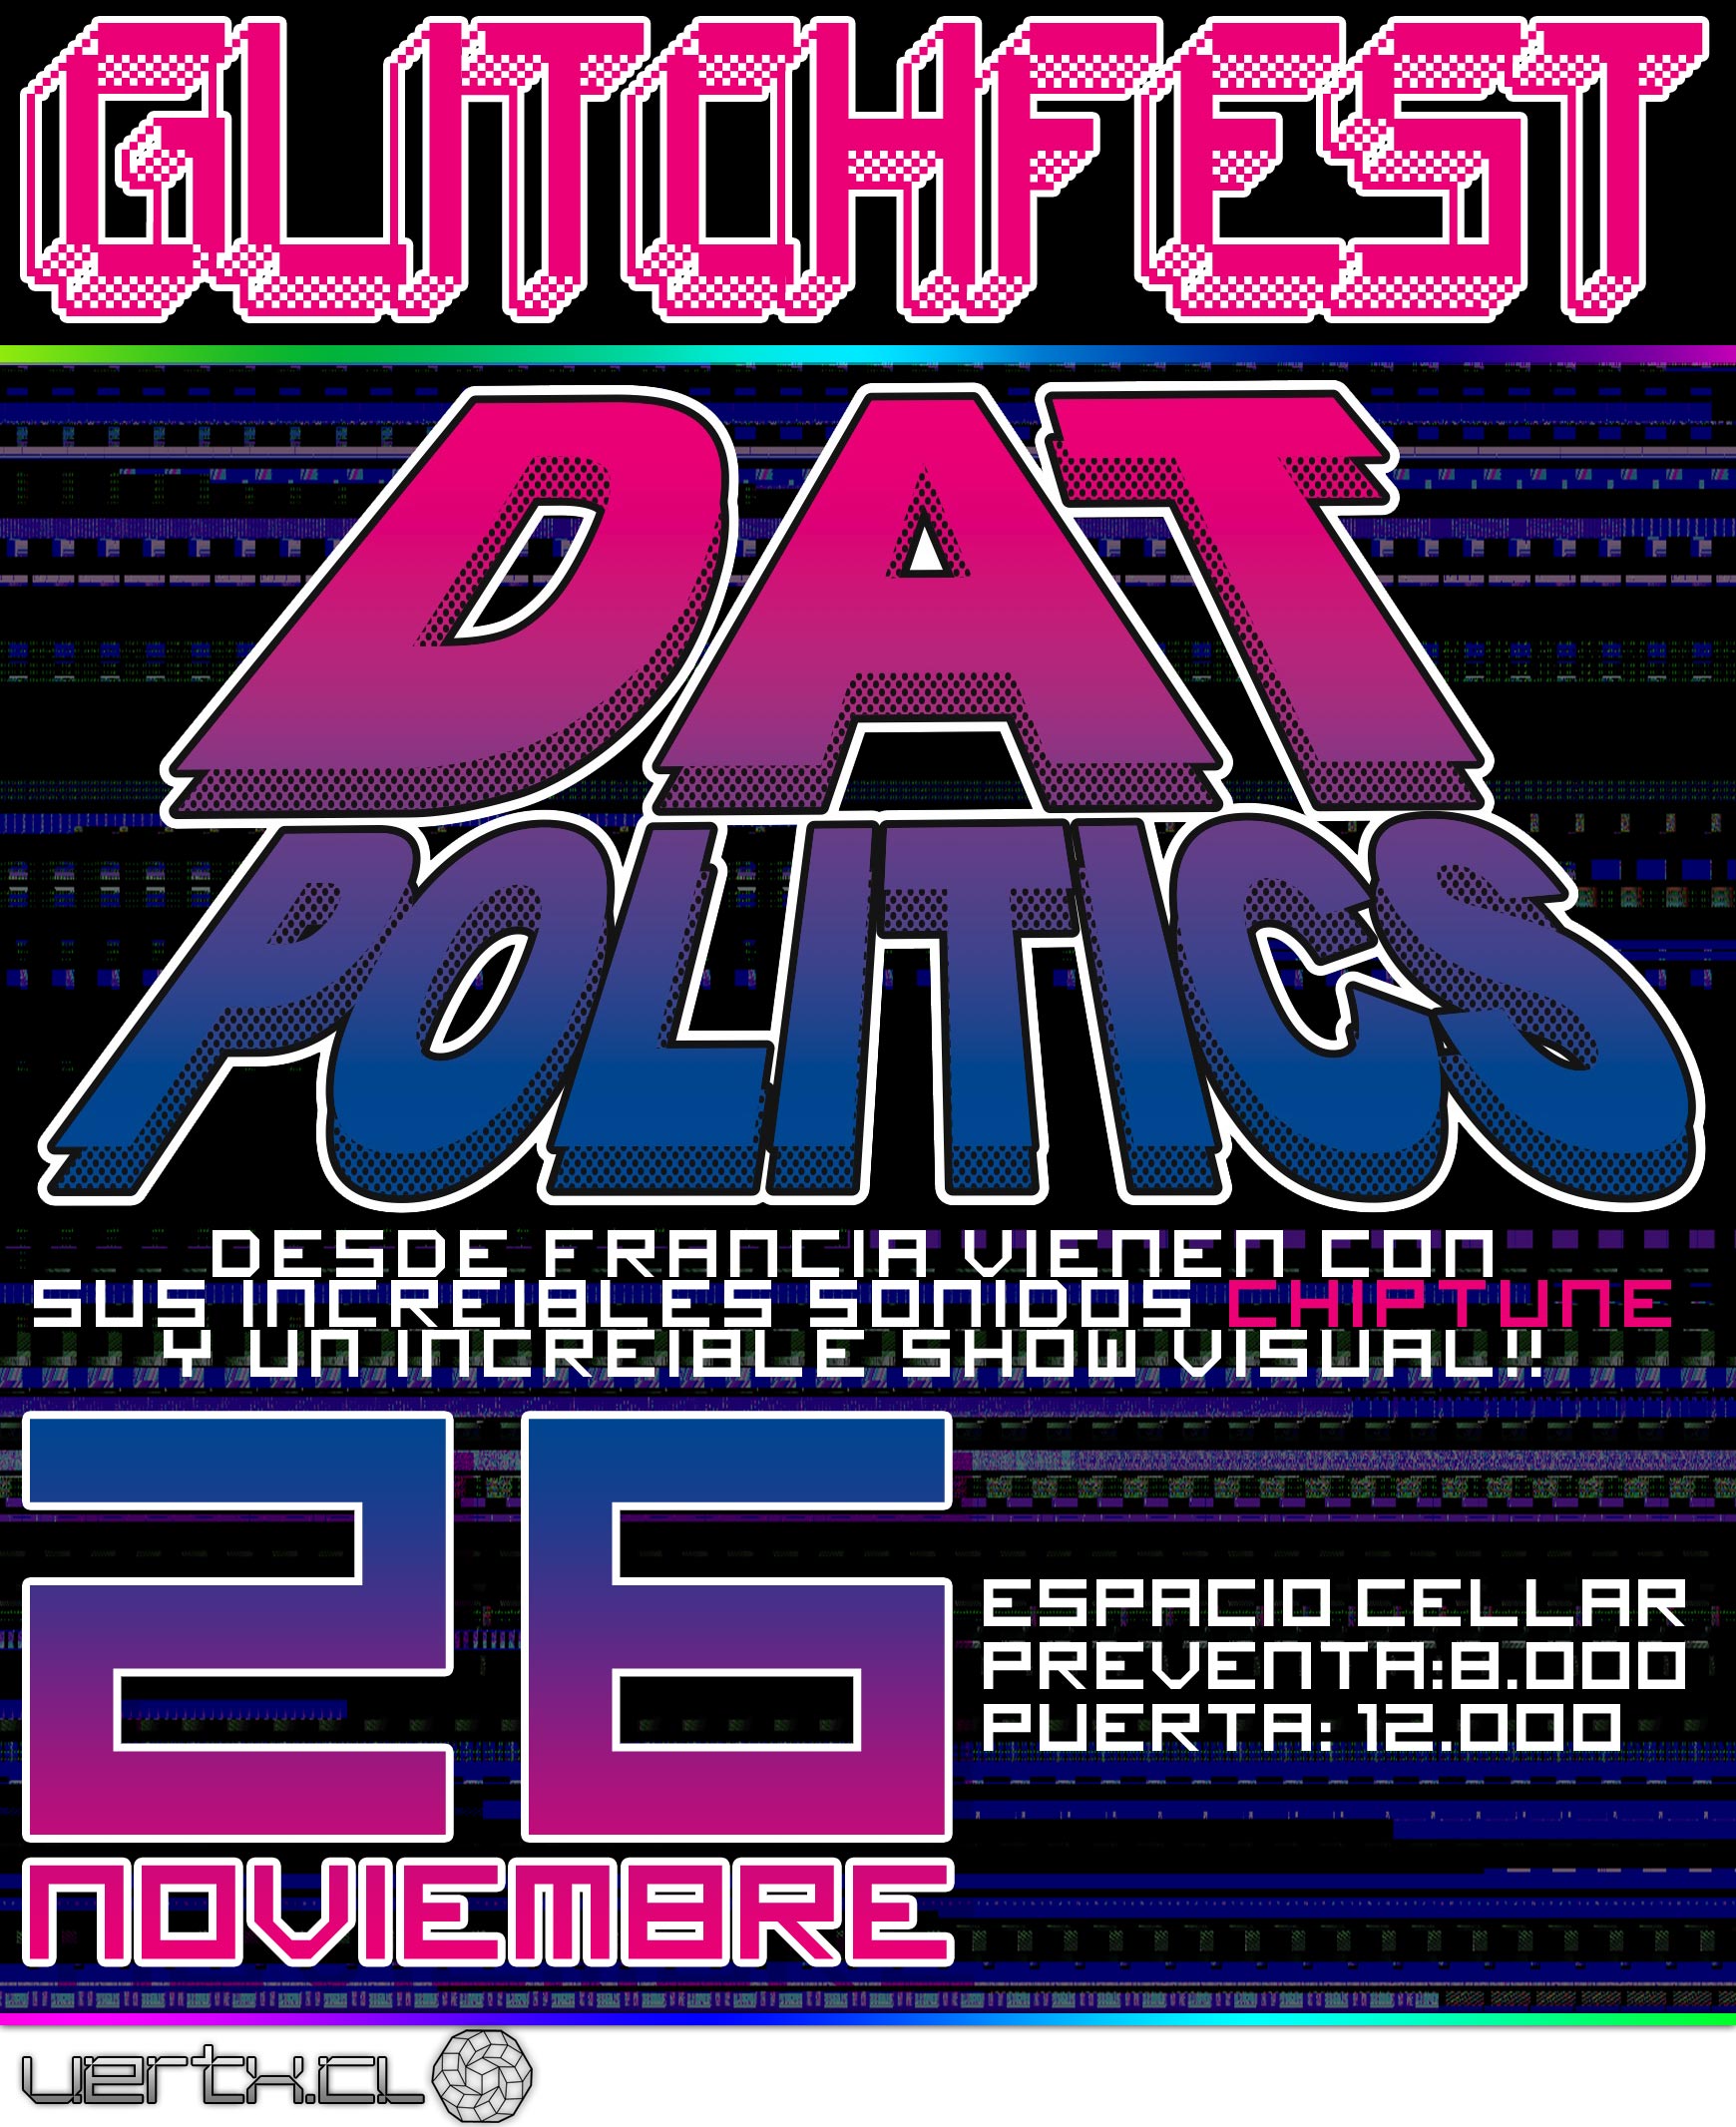 GLITCHFEST
DAT
POLITICS
DESDE FRANCIA VIENEN CON
SUS INCREIBLES SONIDOS CHIPTUNE
Y UN INCREIBLE SHOW VISUAL!!
26
NOVIEMBRE
ESPACIO CELLAR
PREVENTA:8.000
PUERTA: 12.000
vertx.cl